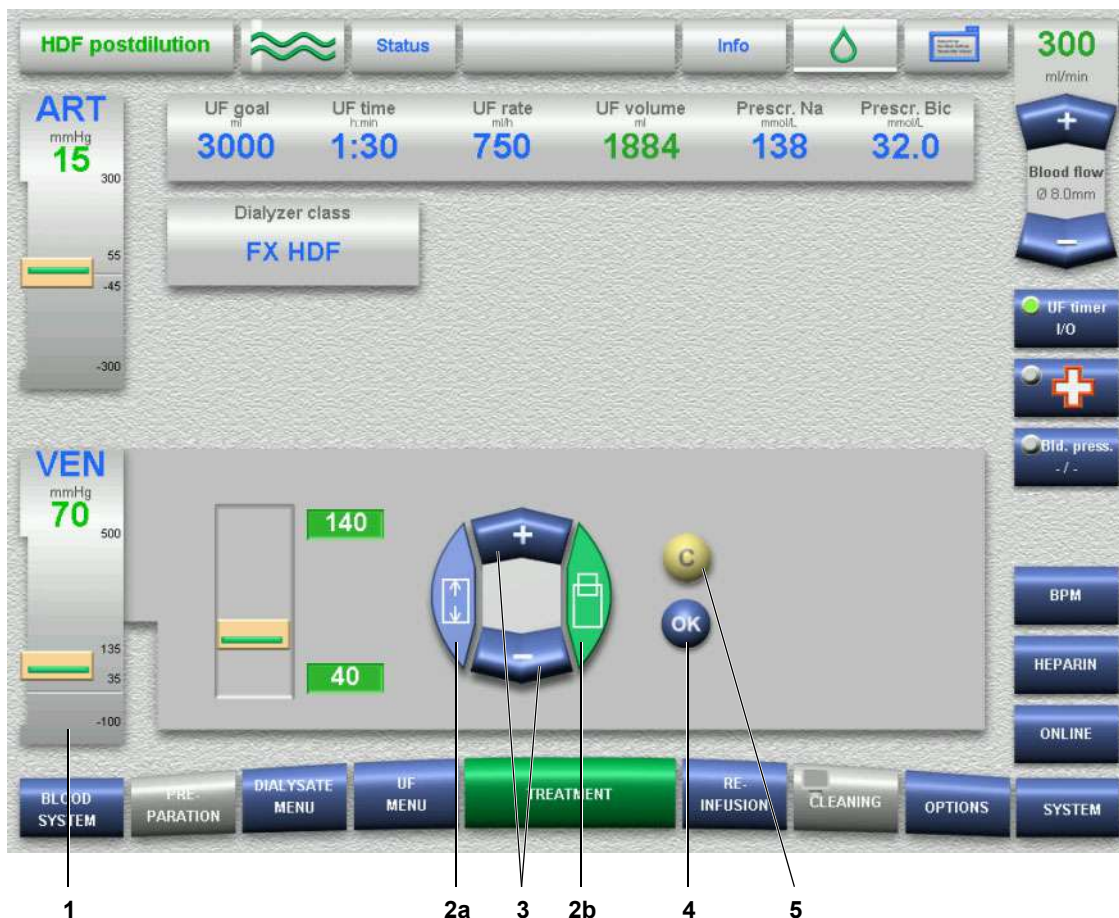 HDF postdilution
Status
Info
300
ml/min
+
Blood flow
Ø 8.0mm
−
ART
mmHg
15
300
55
-45
-300
UF goal
ml
3000
UF time
h:min
1:30
UF rate
ml/h
750
UF volume
ml
1884
Prescr. Na
mmol/L
138
Prescr. Bic
mmol/L
32.0
Dialyzer class
FX HDF
UF timer
I/O
Bld. press.
- / -
VEN
mmHg
70
500
135
35
-100
140
40
+
−
C
OK
BPM
HEPARIN
ONLINE
BLOOD
SYSTEM
PRE-
PARATION
DIALYSATE
MENU
UF
MENU
TREATMENT
RE-
INFUSION
CLEANING
OPTIONS
SYSTEM
1
2a
3
2b
4
5